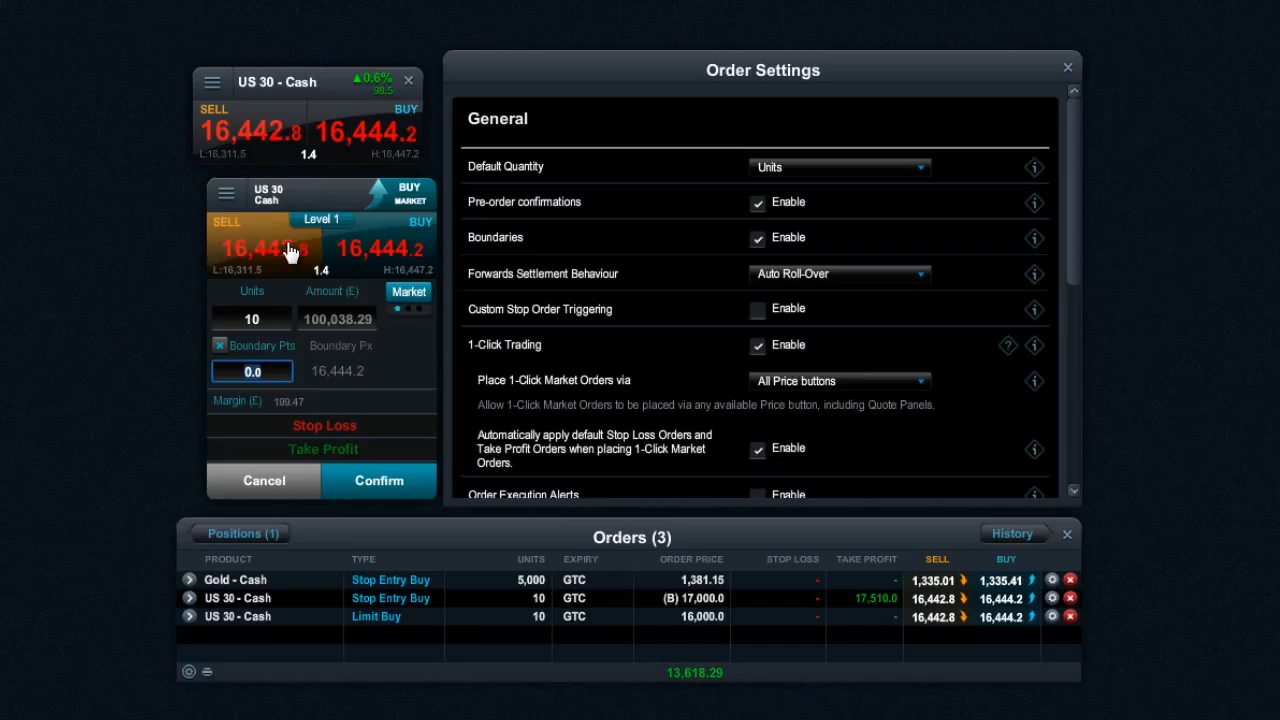 US 30 - Cash
▲0.6%
98.5
SELL
BUY
16,442.8
16,444.2
L:16,311.5
1.4
H:16,447.2
US 30
Cash
BUY
MARKET
SELL
Level 1
BUY
16,444.2
L:16,311.5
1.4
H:16,447.2
Units
Amount (£)
Market
10
100,038.29
Boundary Pts
Boundary Px
0.0
16,444.2
Margin (£)
Stop Loss
Take Profit
Cancel
Confirm
Order Settings
General
Default Quantity
Units
Pre-order confirmations
Enable
Boundaries
Enable
Forwards Settlement Behaviour
Auto Roll-Over
Custom Stop Order Triggering
Enable
1-Click Trading
Enable
?
Place 1-Click Market Orders via
All Price buttons
Allow 1-Click Market Orders to be placed via any available Price button, including Quote Panels.
Automatically apply default Stop Loss Orders and
Take Profit Orders when placing 1-Click Market
Orders.
Enable
Order Execution Alerts
Enable
Positions (1)
Orders (3)
History
PRODUCT TYPE UNITS EXPIRY ORDER PRICE STOP LOSS TAKE PROFIT SELL BUY
Gold - Cash Stop Entry Buy 5,000 GTC 1,381.15 - - 1,335.01 1,335.41
US 30 - Cash Stop Entry Buy 10 GTC (B) 17,000.0 - 17,510.0 16,442.8 16,444.2
US 30 - Cash Limit Buy 10 GTC 16,000.0 - - 16,442.8 16,444.2
13,618.29